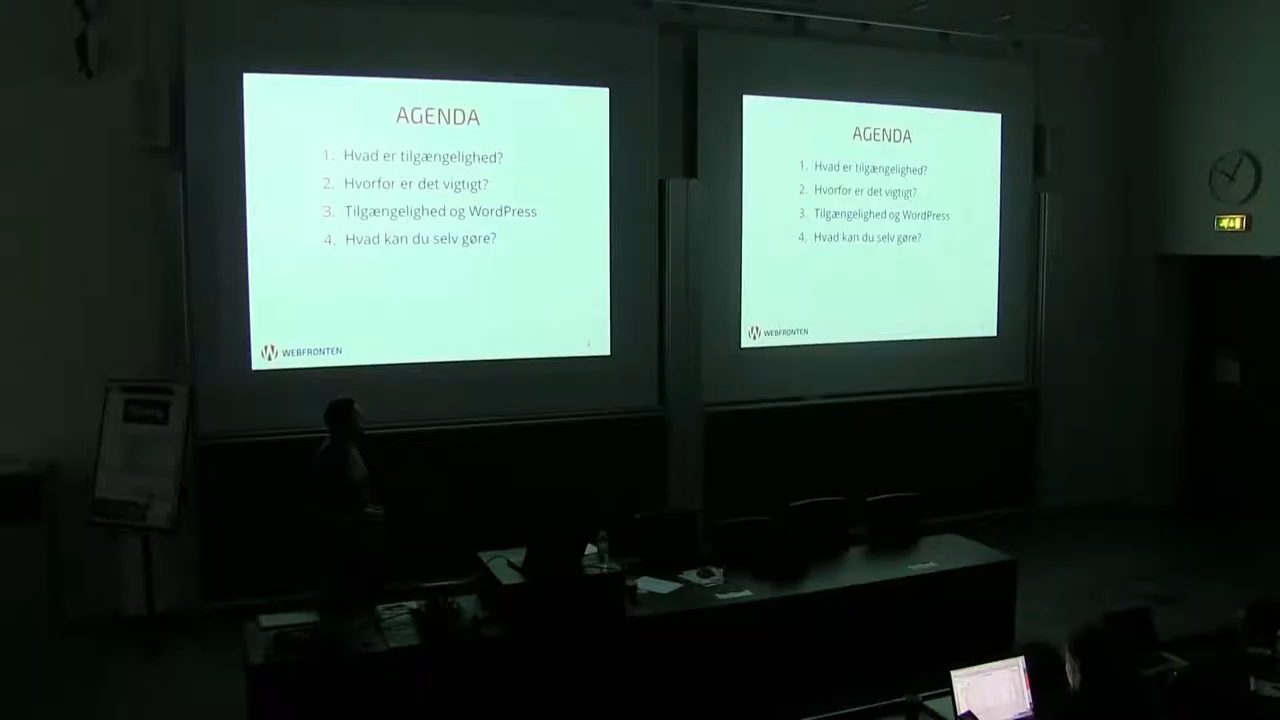 AGENDA
1. Hvad er tilgængelighed?
2. Hvorfor er det vigtigt?
3. Tilgængelighed og WordPress
4. Hvad kan du selv gøre?
WEBFRONTEN
AGENDA
1. Hvad er tilgængelighed?
2. Hvorfor er det vigtigt?
3. Tilgængelighed og WordPress
4. Hvad kan du selv gøre?
WEBFRONTEN